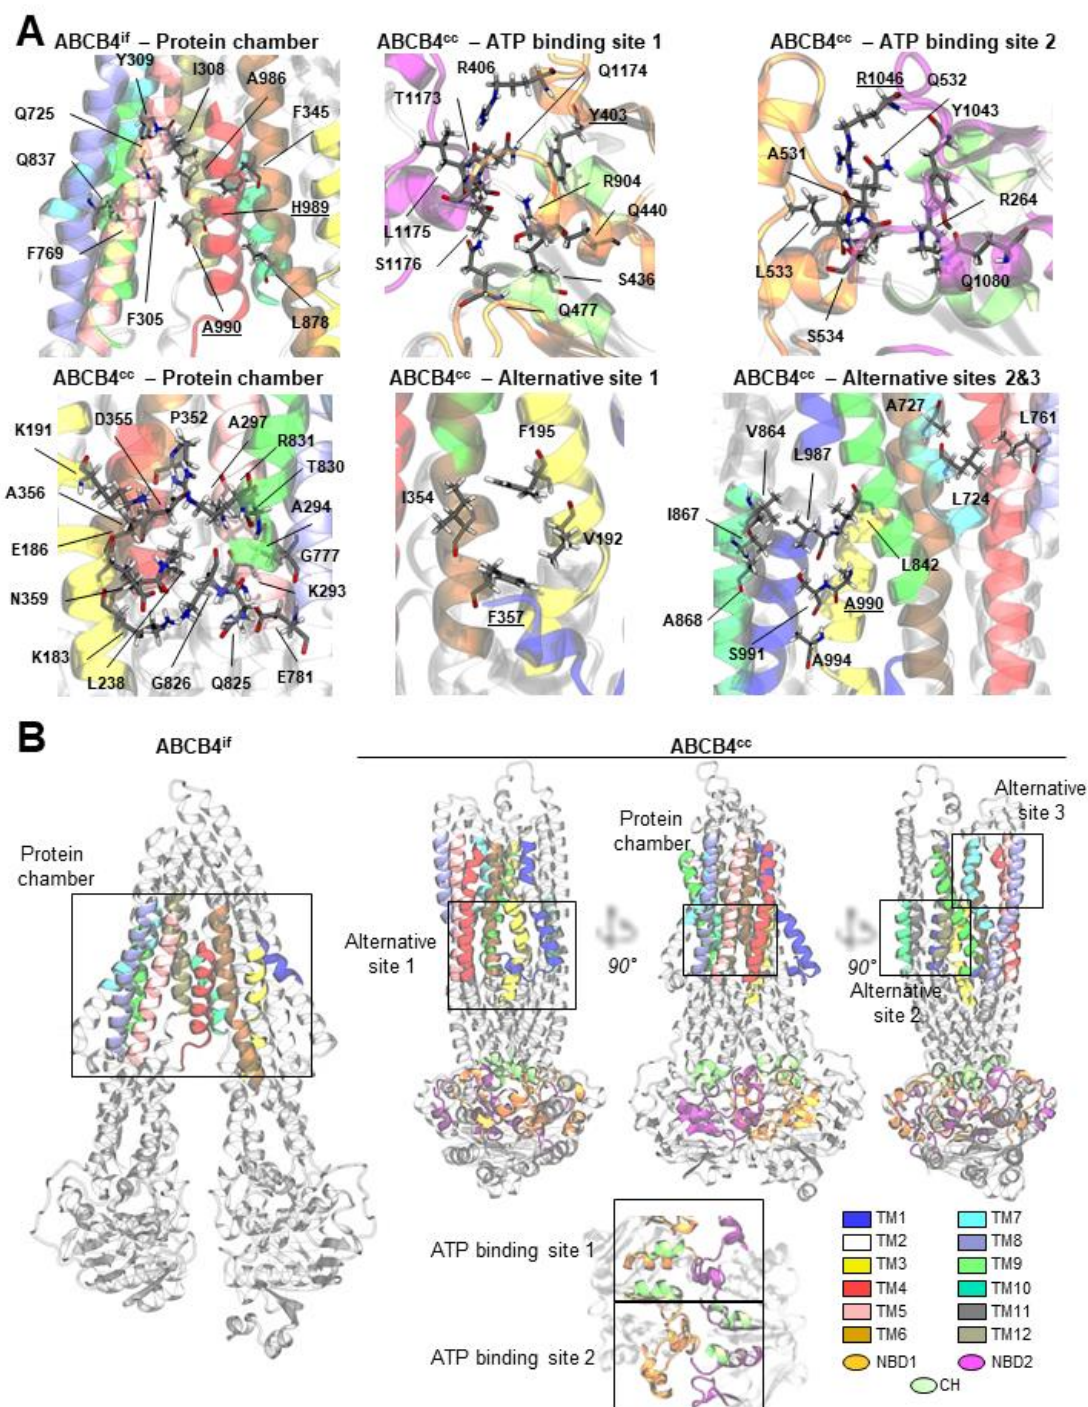 A
ABCB4if – Protein chamber
Y309
I308
A986
Q725
F345
Q837
H989
F769
F305
A990
L878
ABCB4cc – ATP binding site 1
R406
Q1174
T1173
Y403
R904
Q440
L1175
S1176
S436
Q477
ABCB4cc – ATP binding site 2
R1046
Q532
Y1043
A531
R264
L533
Q1080
S534
ABCB4cc – Protein chamber
D355
P352
A297
K191
R831
T830
A356
A294
E186
G777
N359
K293
K183
L238
G826
Q825
E781
ABCB4cc – Alternative site 1
F195
I354
V192
F357
ABCB4cc – Alternative sites 2&3
A727
L761
V864
L987
L724
I867
L842
A868
A990
S991
A994
B
ABCB4if
ABCB4cc
Protein
chamber
Alternative
site 1
90°
Protein
chamber
90°
Alternative
site 3
Alternative
site 2
ATP binding site 1
ATP binding site 2
TM1
TM7
TM2
TM8
TM3
TM9
TM4
TM10
TM5
TM11
TM6
TM12
NBD1
NBD2
CH